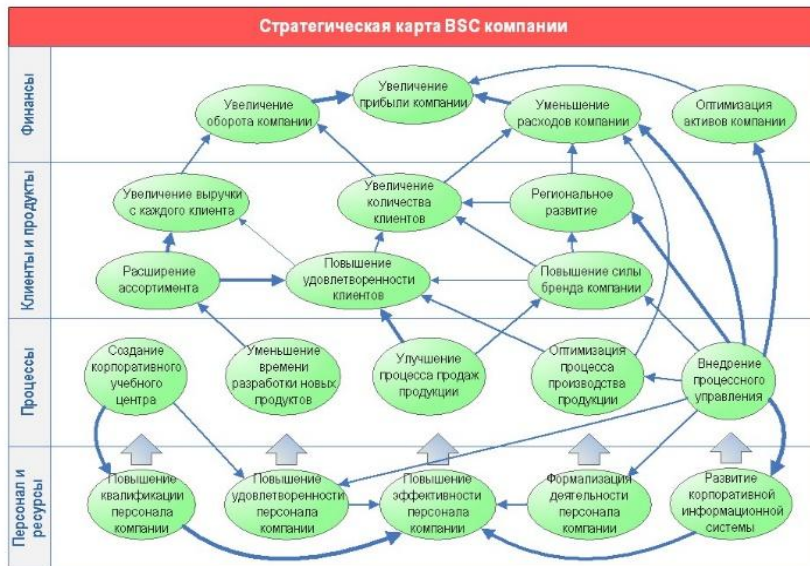 Стратегическая карта BSC компании
Финансы
Увеличение
оборота компании
Увеличение
прибыли компании
Уменьшение
расходов компании
Оптимизация
активов компании
Клиенты и продукты
Увеличение выручки
с каждого клиента
Увеличение
количества
клиентов
Региональное
развитие
Расширение
ассортимента
Повышение
удовлетворенности
клиентов
Повышение силы
бренда компании
Процессы
Создание
корпоративного
учебного
центра
Уменьшение
времени
разработки новых
продуктов
Улучшение
процесса продаж
продукции
Оптимизация
процесса
производства
продукции
Внедрение
процессного
управления
Персонал и
ресурсы
Повышение
квалификации
персонала
компании
Повышение
удовлетворенности
персонала
компании
Повышение
эффективности
персонала
компании
Формализация
деятельности
персонала
компании
Развитие
корпоративной
информационной
системы